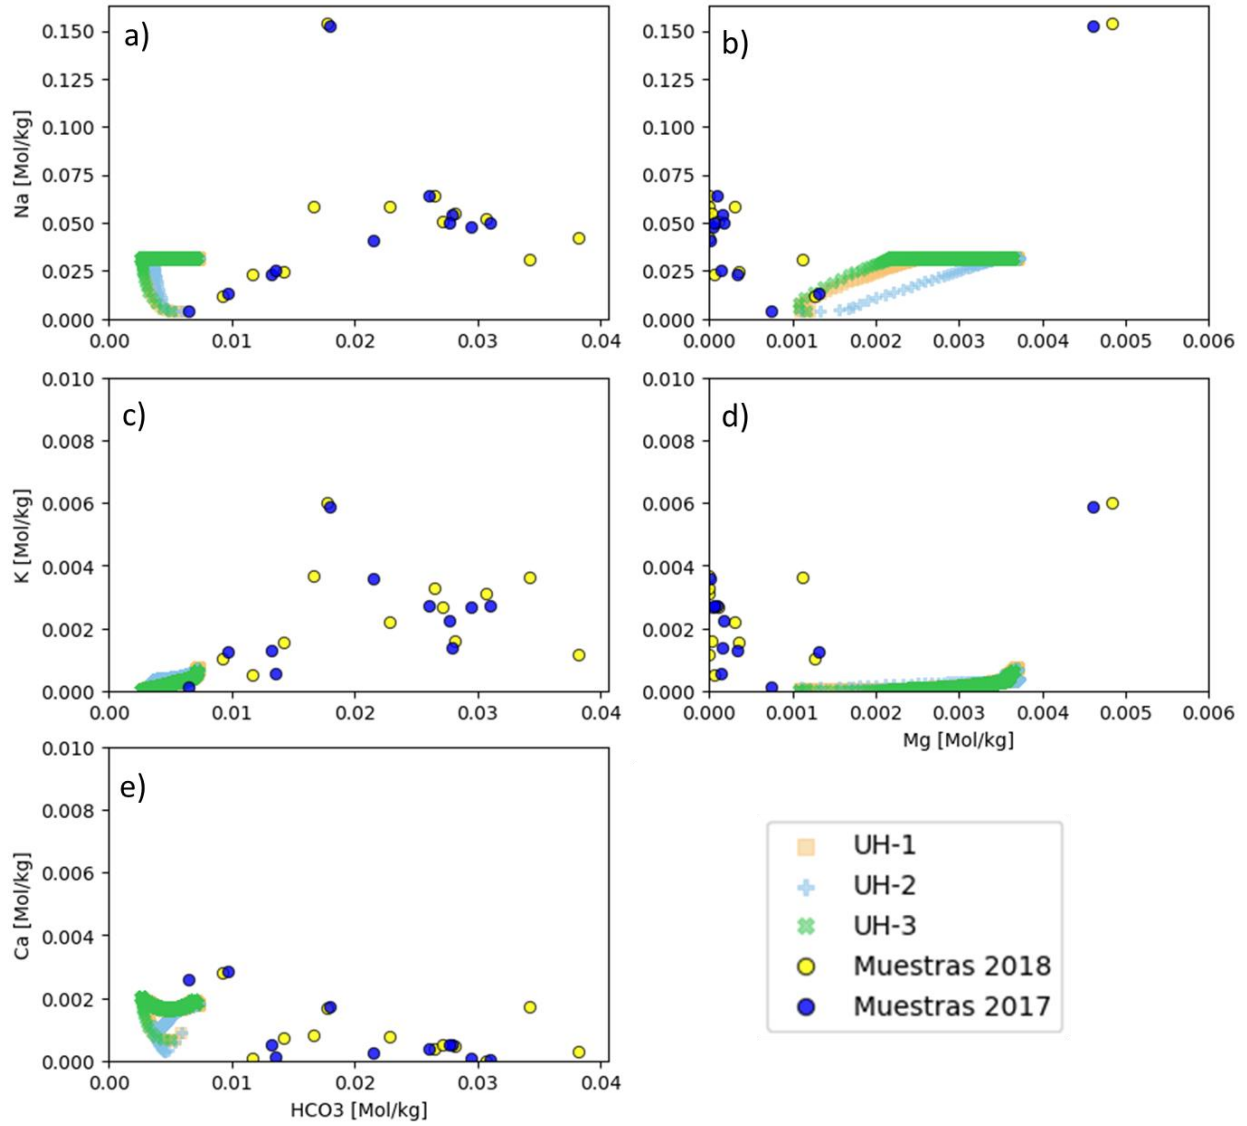 a)
0.150
0.125
0.100
0.075
0.050
0.025
0.000
Na [Mol/kg]
0.00 0.01 0.02 0.03 0.04
b)
0.150
0.125
0.100
0.075
0.050
0.025
0.000
0.000 0.001 0.002 0.003 0.004 0.005 0.006
c)
0.010
0.008
0.006
0.004
0.002
0.000
K [Mol/kg]
0.00 0.01 0.02 0.03 0.04
d)
0.010
0.008
0.006
0.004
0.002
0.000
0.000 0.001 0.002 0.003 0.004 0.005 0.006
Mg [Mol/kg]
e)
0.010
0.008
0.006
0.004
0.002
0.000
Ca [Mol/kg]
0.00 0.01 0.02 0.03 0.04
HCO3 [Mol/kg]
UH-1
UH-2
UH-3
Muestras 2018
Muestras 2017